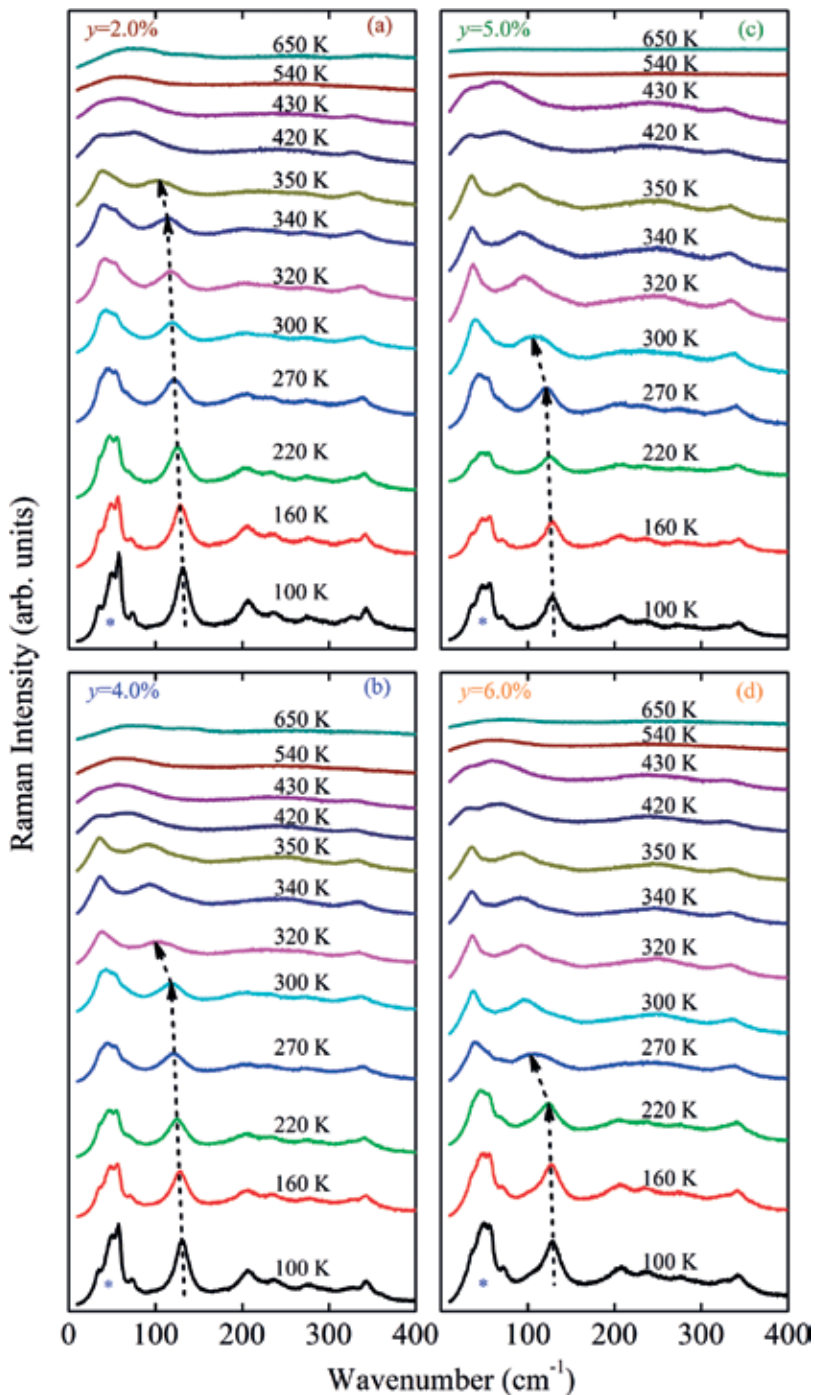 Raman Intensity (arb. units)
y=2.0% (a)
650 K
540 K
430 K
420 K
350 K
340 K
320 K
300 K
270 K
220 K
160 K
100 K
*
y=4.0% (b)
650 K
540 K
430 K
420 K
350 K
340 K
320 K
300 K
270 K
220 K
160 K
100 K
*
0 100 200 300 400
y=5.0% (c)
650 K
540 K
430 K
420 K
350 K
340 K
320 K
300 K
270 K
220 K
160 K
100 K
*
y=6.0% (d)
650 K
540 K
430 K
420 K
350 K
340 K
320 K
300 K
270 K
220 K
160 K
100 K
*
0 100 200 300 400
Wavenumber (cm⁻¹)